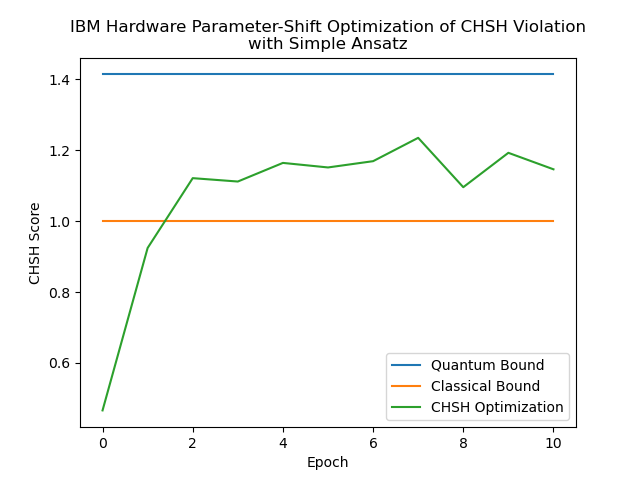 IBM Hardware Parameter-Shift Optimization of CHSH Violation
with Simple Ansatz
CHSH Score
1.4
1.2
1.0
0.8
0.6
Quantum Bound
Classical Bound
CHSH Optimization
0 2 4 6 8 10
Epoch